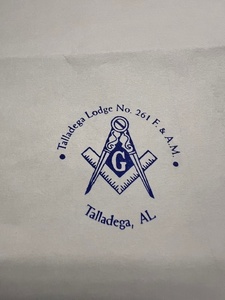 Talladega Lodge No. 261 F. & A.M.
G
Talladega, AL